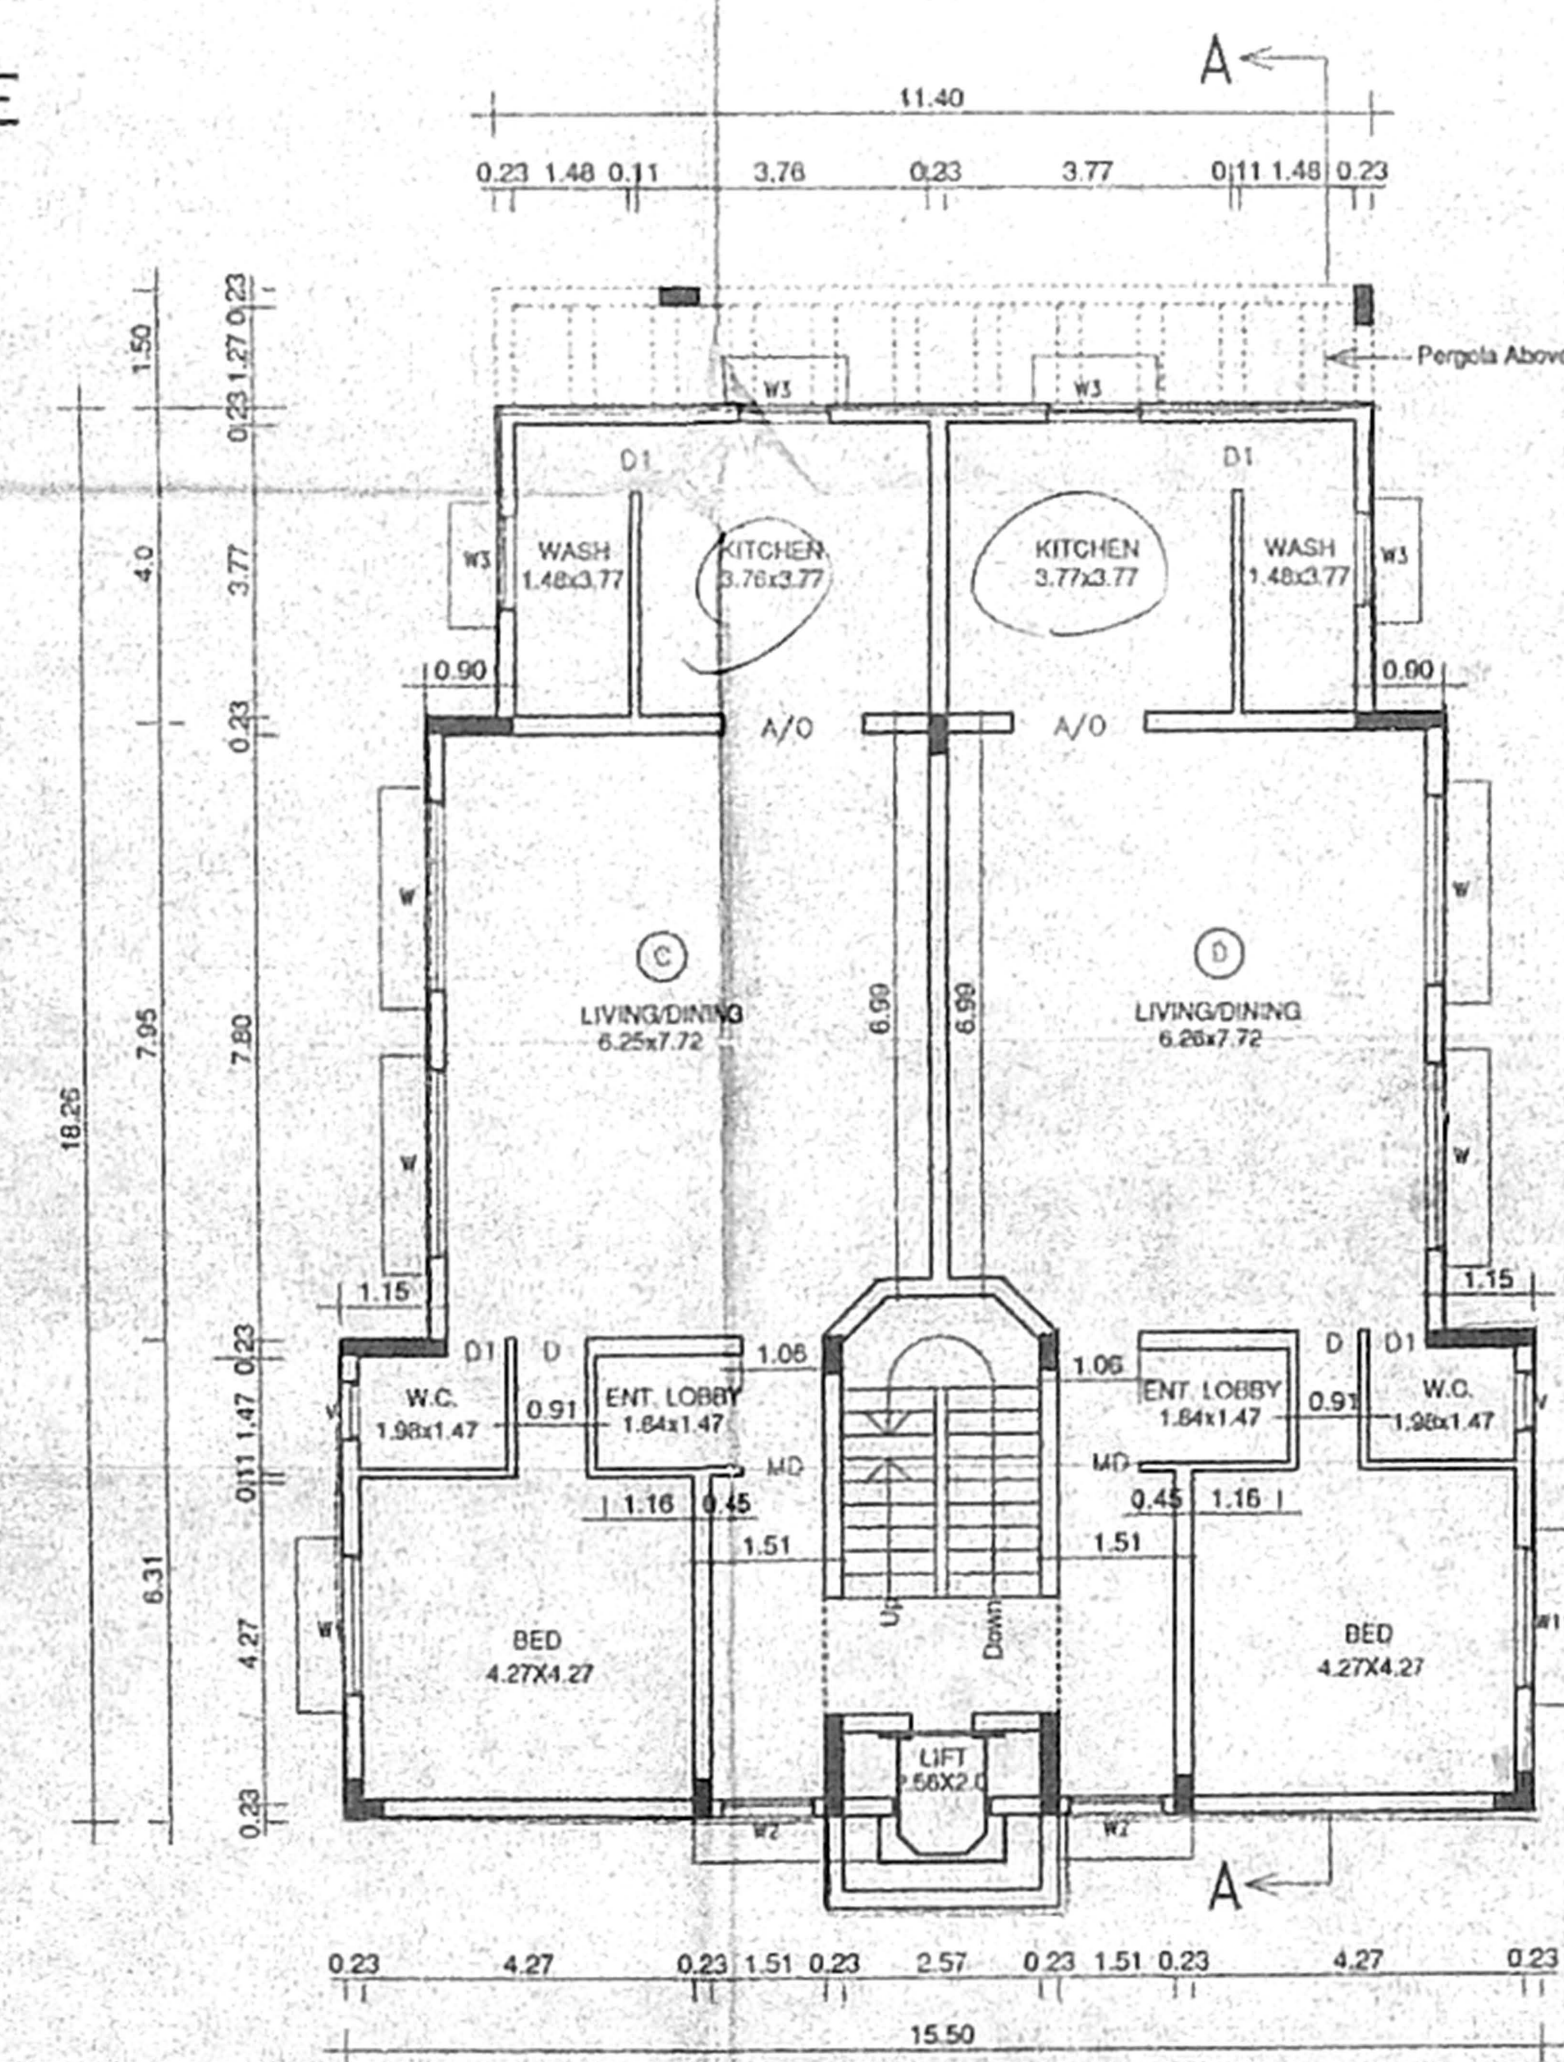 A
11.40
0.23 1.48 0.11 3.76 0.23 3.77 0.11 1.48 0.23
0.23
1.27
1.50
0.23
Pergola Above
W3 W3
D1 D1
4.0
3.77
W3
WASH
1.48x3.77
KITCHEN
3.76x3.77
KITCHEN
3.77x3.77
WASH
1.48x3.77
W3
0.90 0.90
0.23
A/O A/O
W W
C D
6.99 6.99
LIVING/DINING
6.25x7.72
LIVING/DINING
6.26x7.72
7.95
7.80
18.26
W W
1.15 1.15
0.23
D1 D D D1
1.06 1.06
1.47
W.C.
1.98x1.47
0.91
ENT. LOBBY
1.64x1.47
ENT. LOBBY
1.64x1.47
0.91
W.C.
1.98x1.47
V V
MD MD
0.11
1.16 0.45 0.45 1.16
1.51 1.51
6.31
4.27
Up
Down
W1
BED
4.27X4.27
BED
4.27X4.27
W1
LIFT
0.23
W2 W2
A
0.23 4.27 0.23 1.51 0.23 2.57 0.23 1.51 0.23 4.27 0.23
15.50